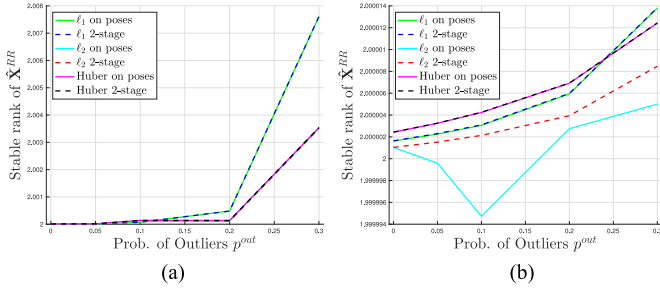 2.008
2.007
2.006
2.005
2.004
2.003
2.002
2.001
2
Stable rank of X̂^{RR}
ℓ₁ on poses
ℓ₁ 2-stage
ℓ₂ on poses
ℓ₂ 2-stage
Huber on poses
Huber 2-stage
0 0.05 0.1 0.15 0.2 0.25 0.3
Prob. of Outliers p^{out}
(a)
2.000014
2.000012
2.00001
2.000008
2.000006
2.000004
2.000002
2
1.999998
1.999996
1.999994
Stable rank of X̂^{RR}
ℓ₁ on poses
ℓ₁ 2-stage
ℓ₂ on poses
ℓ₂ 2-stage
Huber on poses
Huber 2-stage
0 0.05 0.1 0.15 0.2 0.25 0.3
Prob. of Outliers p^{out}
(b)